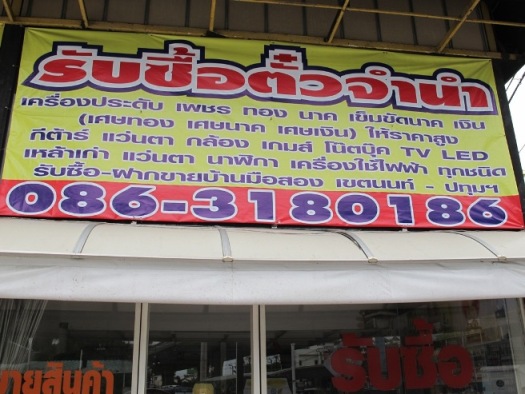 รับซื้อตั๋วจำนำ
เครื่องประดับ เพชร ทอง นาค เข็มขัดนาค เงิน
(เศษทอง เศษนาค เศษเงิน) ให้ราคาสูง
กีต้าร์ แว่นตา กล้อง เกมส์ โน๊ตบุ๊ค TV LED
เหล้าเก่า แว่นตา นาฬิกา เครื่องใช้ไฟฟ้า ทุกชนิด
รับซื้อ-ฝากขายบ้านมือสอง เขตนนท์ - ปทุมฯ
086-3180186
รับซื้อ
ายสินค้า